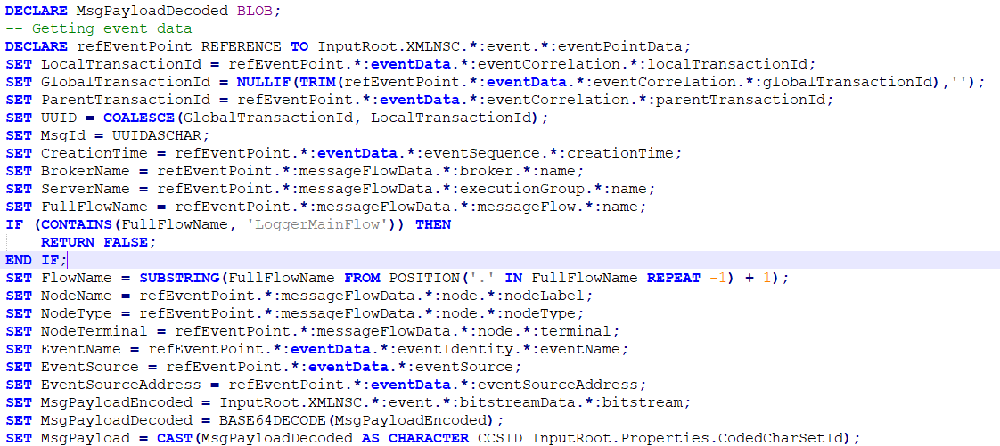 DECLARE MsgPayloadDecoded BLOB;
-- Getting event data
DECLARE refEventPoint REFERENCE TO InputRoot.XMLNSC.*:event.*:eventPointData;
SET LocalTransactionId = refEventPoint.*:eventData.*:eventCorrelation.*:localTransactionId;
SET GlobalTransactionId = NULLIF(TRIM(refEventPoint.*:eventData.*:eventCorrelation.*:globalTransactionId),'');
SET ParentTransactionId = refEventPoint.*:eventData.*:eventCorrelation.*:parentTransactionId;
SET UUID = COALESCE(GlobalTransactionId, LocalTransactionId);
SET MsgId = UUIDASCHAR;
SET CreationTime = refEventPoint.*:eventData.*:eventSequence.*:creationTime;
SET BrokerName = refEventPoint.*:messageFlowData.*:broker.*:name;
SET ServerName = refEventPoint.*:messageFlowData.*:executionGroup.*:name;
SET FullFlowName = refEventPoint.*:messageFlowData.*:messageFlow.*:name;
IF (CONTAINS(FullFlowName, 'LoggerMainFlow')) THEN
    RETURN FALSE;
END IF;
SET FlowName = SUBSTRING(FullFlowName FROM POSITION('.' IN FullFlowName REPEAT -1) + 1);
SET NodeName = refEventPoint.*:messageFlowData.*:node.*:nodeLabel;
SET NodeType = refEventPoint.*:messageFlowData.*:node.*:nodeType;
SET NodeTerminal = refEventPoint.*:messageFlowData.*:node.*:terminal;
SET EventName = refEventPoint.*:eventData.*:eventIdentity.*:eventName;
SET EventSource = refEventPoint.*:eventData.*:eventSource;
SET EventSourceAddress = refEventPoint.*:eventData.*:eventSourceAddress;
SET MsgPayloadEncoded = InputRoot.XMLNSC.*:event.*:bitstreamData.*:bitstream;
SET MsgPayloadDecoded = BASE64DECODE(MsgPayloadEncoded);
SET MsgPayload = CAST(MsgPayloadDecoded AS CHARACTER CCSID InputRoot.Properties.CodedCharSetId);